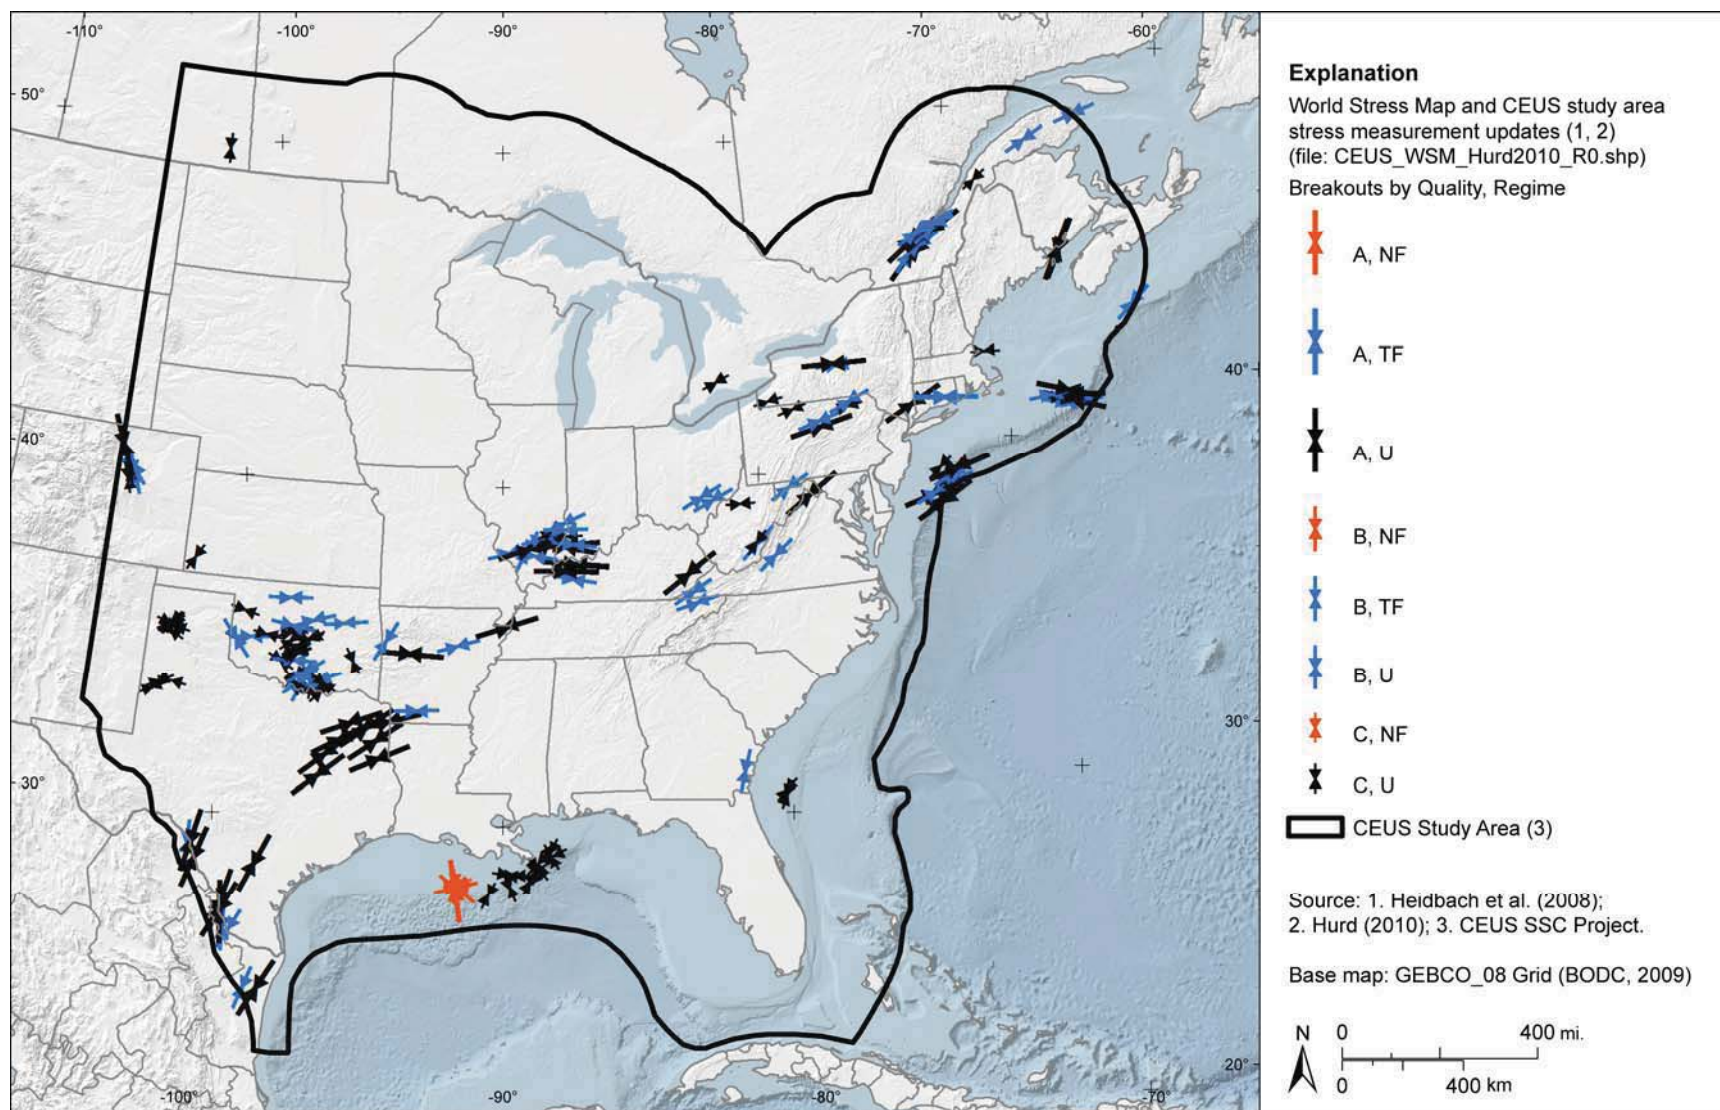 -110°
-100°
-90°
-80°
-70°
-60°
50°
40°
40°
40°
30°
30°
20°
-100°
-90°
-80°
-70°
Explanation
World Stress Map and CEUS study area
stress measurement updates (1, 2)
(file: CEUS_WSM_Hurd2010_R0.shp)
Breakouts by Quality, Regime
A, NF
A, TF
A, U
B, NF
B, TF
B, U
C, NF
C, U
CEUS Study Area (3)
Source: 1. Heidbach et al. (2008);
2. Hurd (2010); 3. CEUS SSC Project.
Base map: GEBCO_08 Grid (BODC, 2009)
N
0 400 mi.
0 400 km